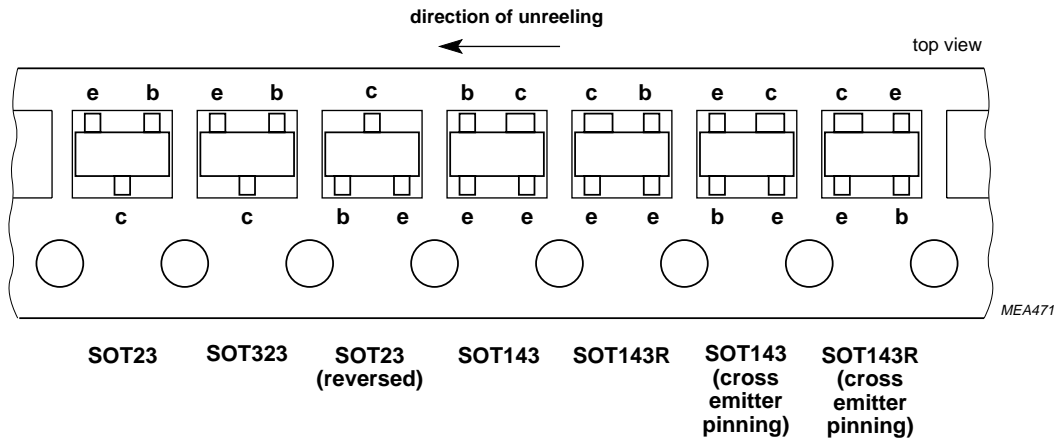 direction of unreeling
top view
e b e b c b c c b e c c e
c c b e e e e e b e e b
MEA471
SOT23 SOT323 SOT23 SOT143 SOT143R SOT143 SOT143R
(reversed) (cross (cross
emitter emitter
pinning) pinning)